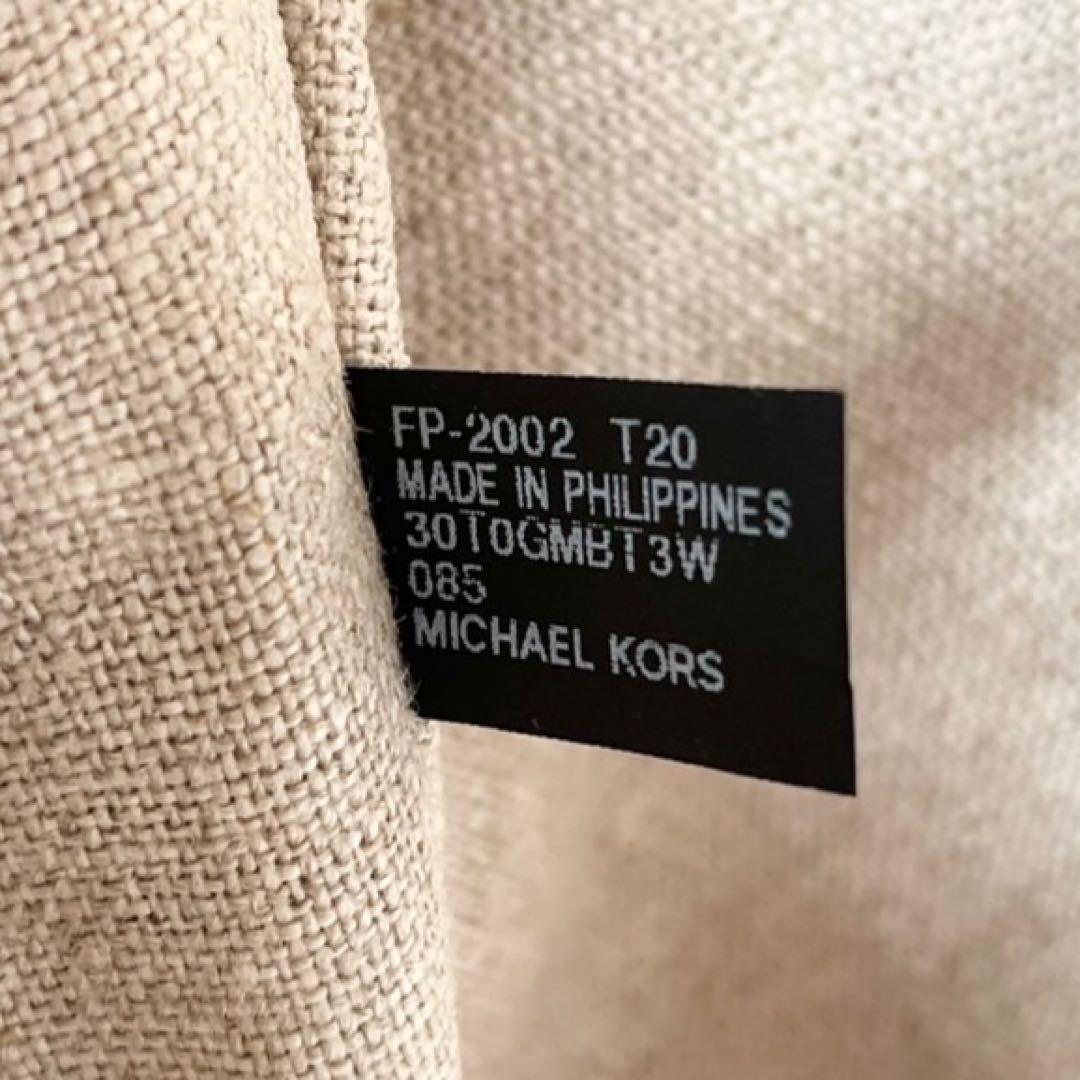 FP-2002 T20
MADE IN PHILIPPINES
30T0GMBT3W
085
MICHAEL KORS